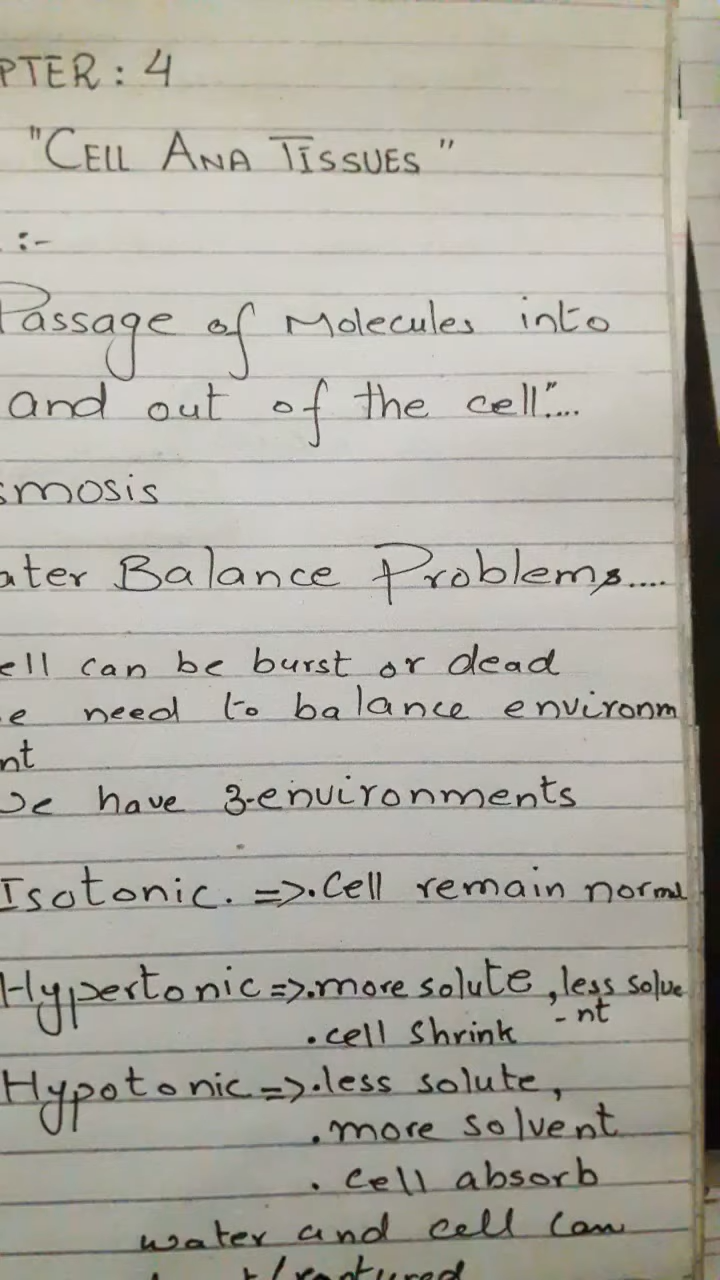 PTER : 4
"CELL ANA TISSUES"
:-
Passage of Molecules into
and out of the cell"....
smosis
ater Balance Problems....
ell can be burst or dead
e need to balance environm
nt
we have 3-environments
Isotonic. =>. Cell remain normal
Hypertonic =>. more solute, less solve
-nt
. cell shrink
Hypotonic =>. less solute,
. more solvent
. cell absorb
water and cell can